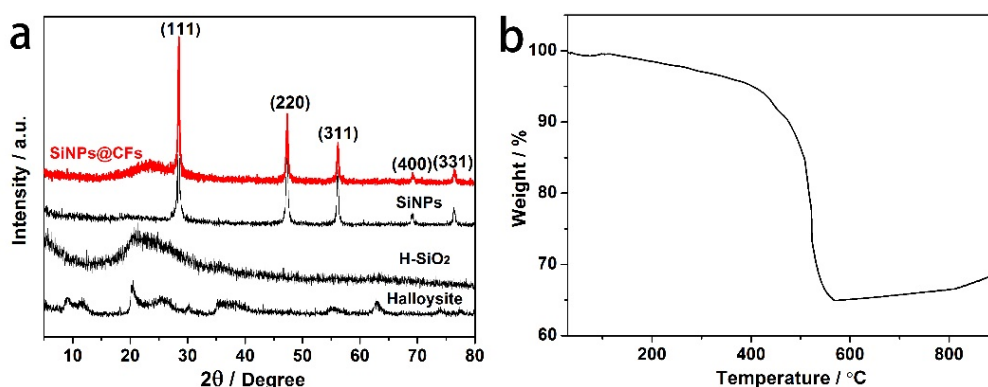 a
Intensity / a.u.
(111)
(220)
(311)
(400)
(331)
SiNPs@CFs
SiNPs
H-SiO₂
Halloysite
10 20 30 40 50 60 70 80
2θ / Degree
b
Weight / %
100
90
80
70
60
200 400 600 800
Temperature / °C